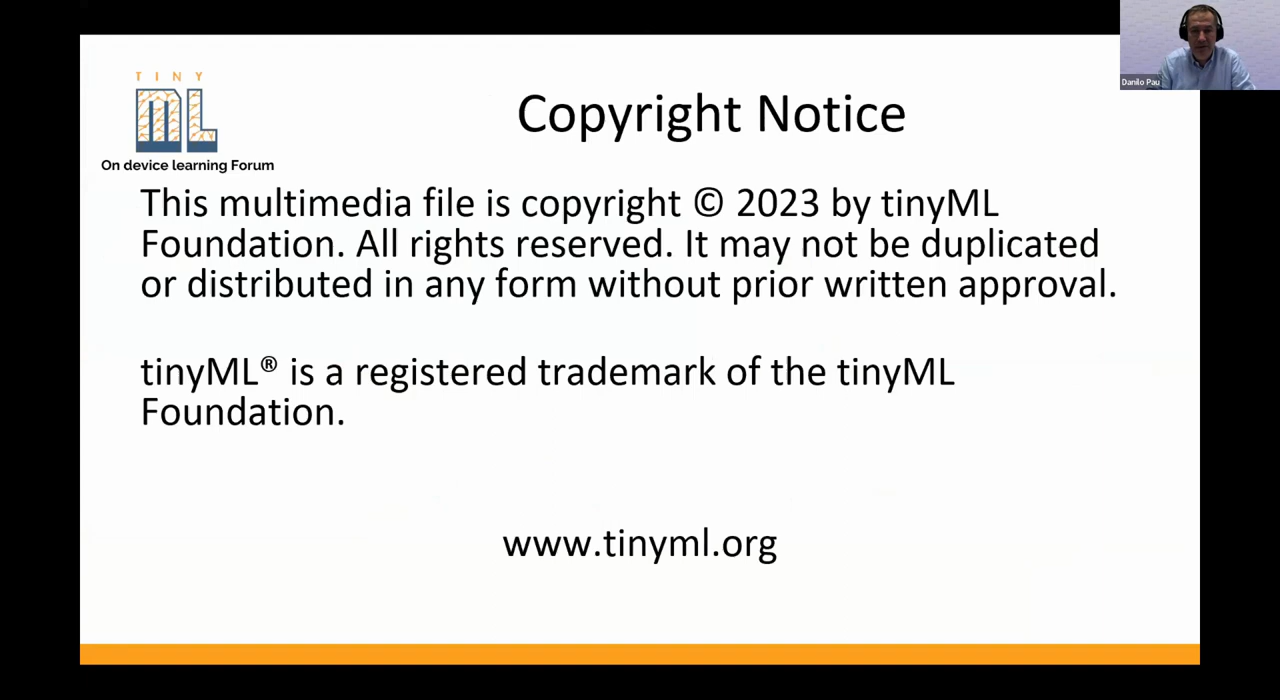 TINY
ML
On device learning Forum
Copyright Notice
This multimedia file is copyright © 2023 by tinyML
Foundation. All rights reserved. It may not be duplicated
or distributed in any form without prior written approval.
tinyML® is a registered trademark of the tinyML
Foundation.
www.tinyml.org
Danilo Pau